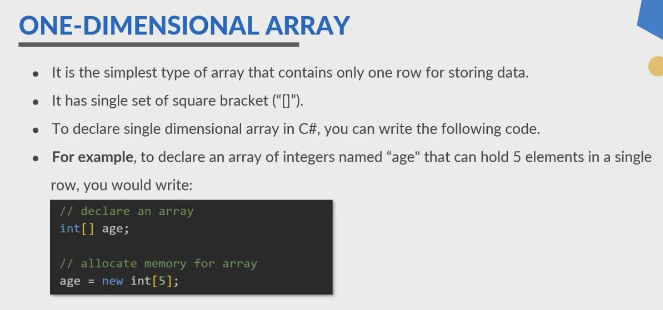 ONE-DIMENSIONAL ARRAY
• It is the simplest type of array that contains only one row for storing data.
• It has single set of square bracket (“[]”).
• To declare single dimensional array in C#, you can write the following code.
• For example, to declare an array of integers named “age" that can hold 5 elements in a single
row, you would write:
// declare an array
int[] age;
// allocate memory for array
age = new int[5];